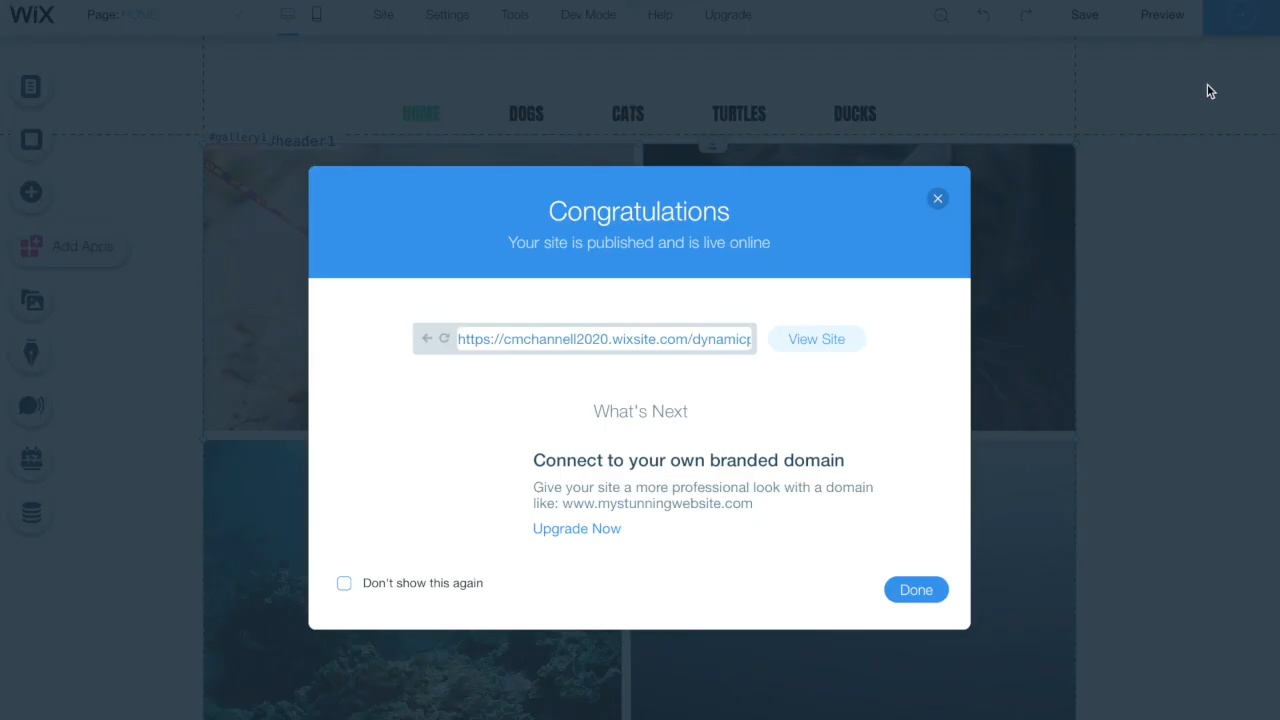 WiX Page: HOME Site Settings Tools Dev Mode Help Upgrade Save Preview
HOME DOGS CATS TURTLES DUCKS
#gallery1 #header1
Congratulations
Your site is published and is live online
Add Apps
https://cmchannell2020.wixsite.com/dynamicp
View Site
What's Next
Connect to your own branded domain
Give your site a more professional look with a domain
like: www.mystunningwebsite.com
Upgrade Now
Don't show this again
Done